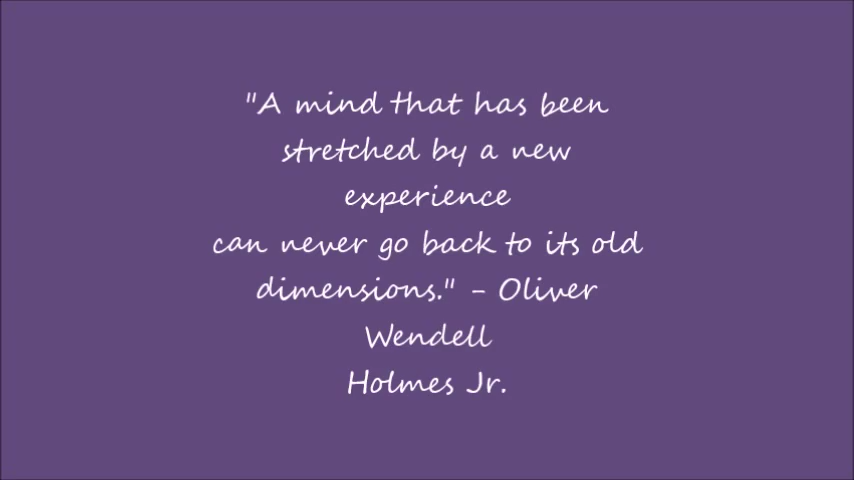 "A mind that has been
stretched by a new
experience
can never go back to its old
dimensions." - Oliver
Wendell
Holmes Jr.